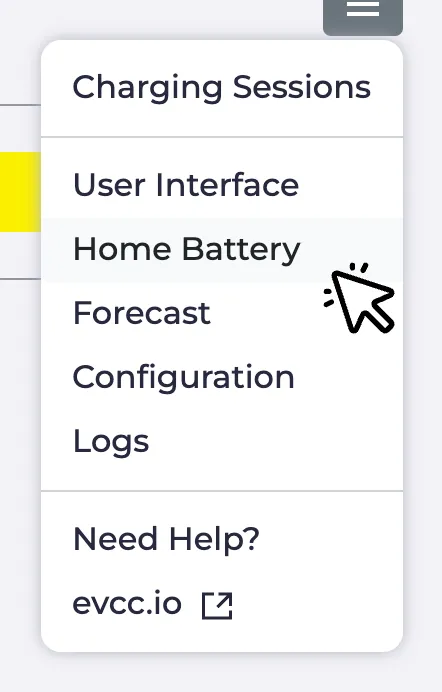 Charging Sessions
User Interface
Home Battery
Forecast
Configuration
Logs
Need Help?
evcc.io